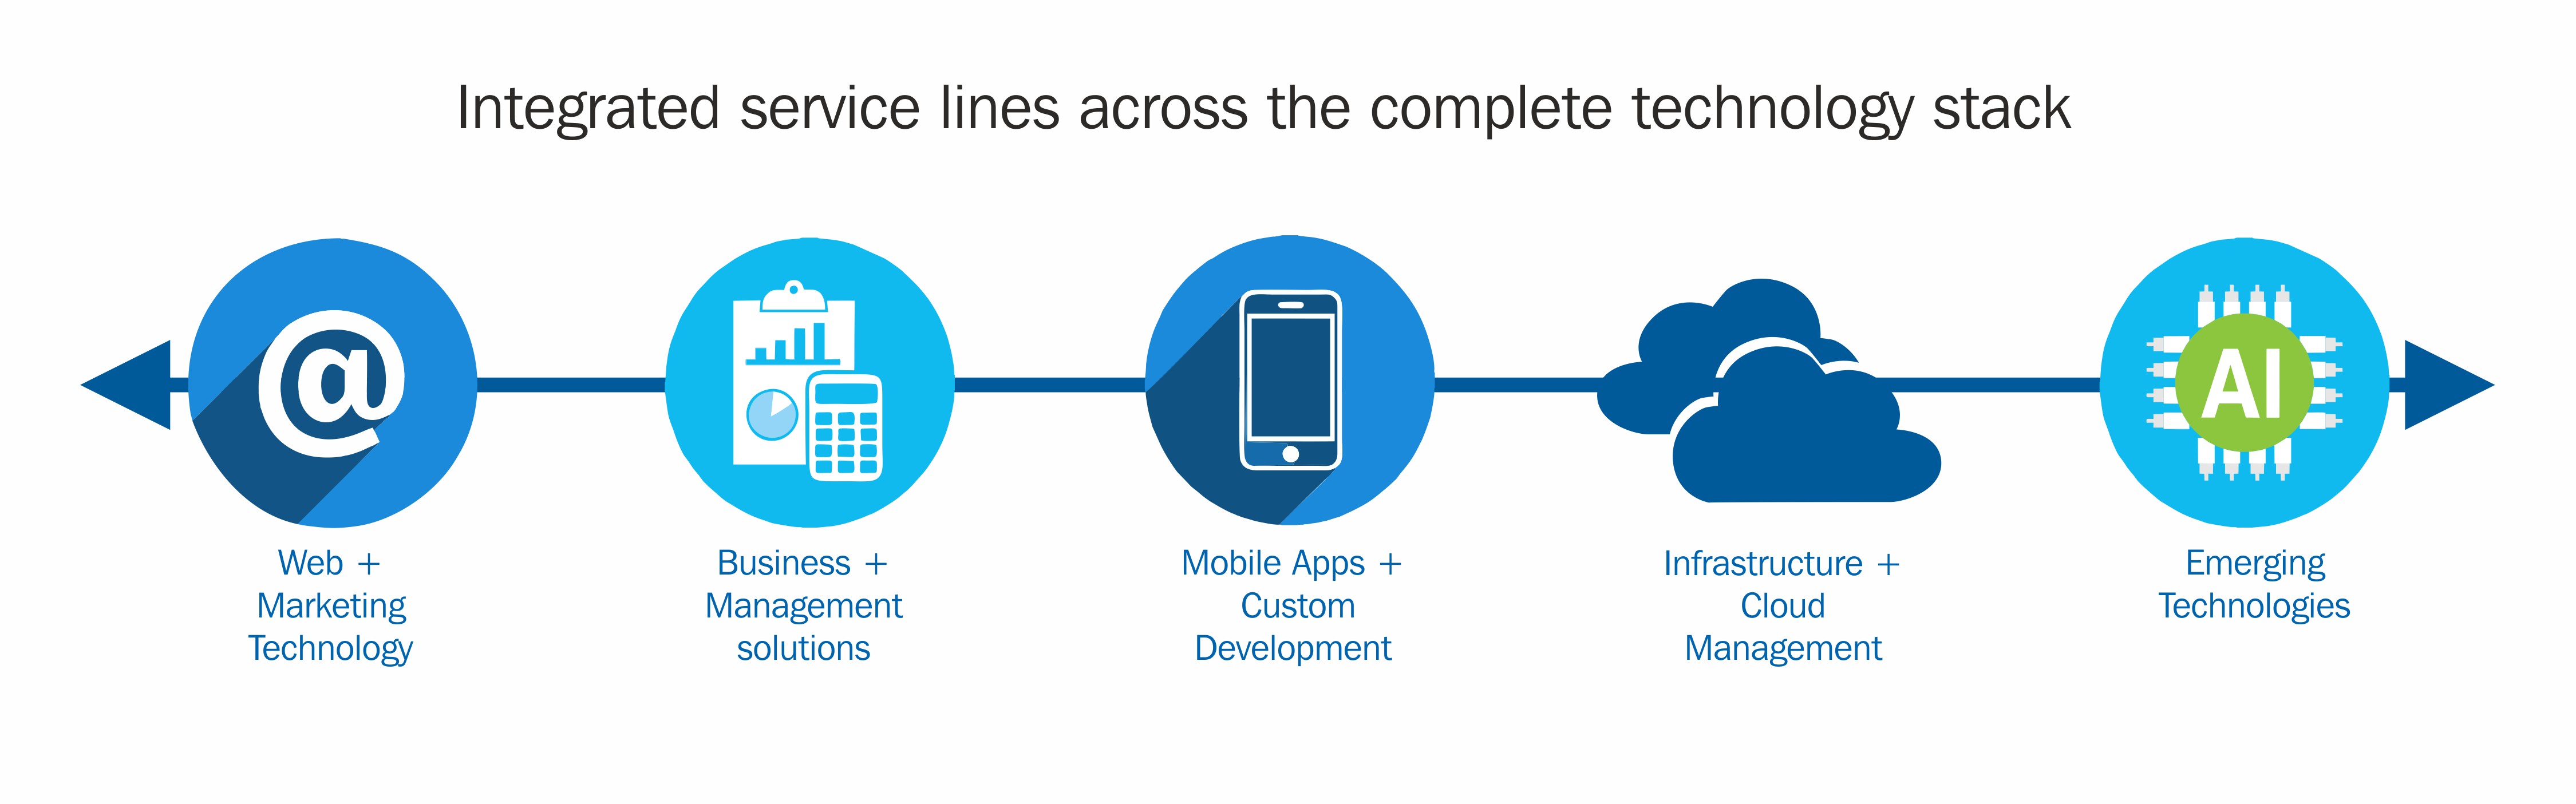 Integrated service lines across the complete technology stack
@
AI
Web +
Marketing
Technology
Business +
Management
solutions
Mobile Apps +
Custom
Development
Infrastructure +
Cloud
Management
Emerging
Technologies